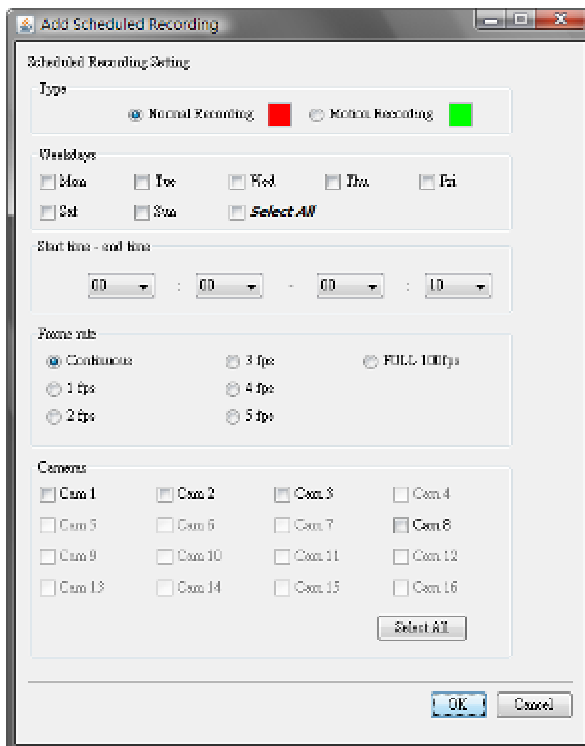 Add Scheduled Recording
Scheduled Recording Setting
Type
Normal Recording Motion Recording
Weekdays
Mon Tue Wed Thu Fri
Sat Sun Select All
Start time - end time
00 : 00 - 00 : 10
Frame rate
Continuous 3 fps FULL 100fps
1 fps 4 fps
2 fps 5 fps
Cameras
Cam 1 Cam 2 Cam 3 Cam 4
Cam 5 Cam 6 Cam 7 Cam 8
Cam 9 Cam 10 Cam 11 Cam 12
Cam 13 Cam 14 Cam 15 Cam 16
Select All
OK Cancel